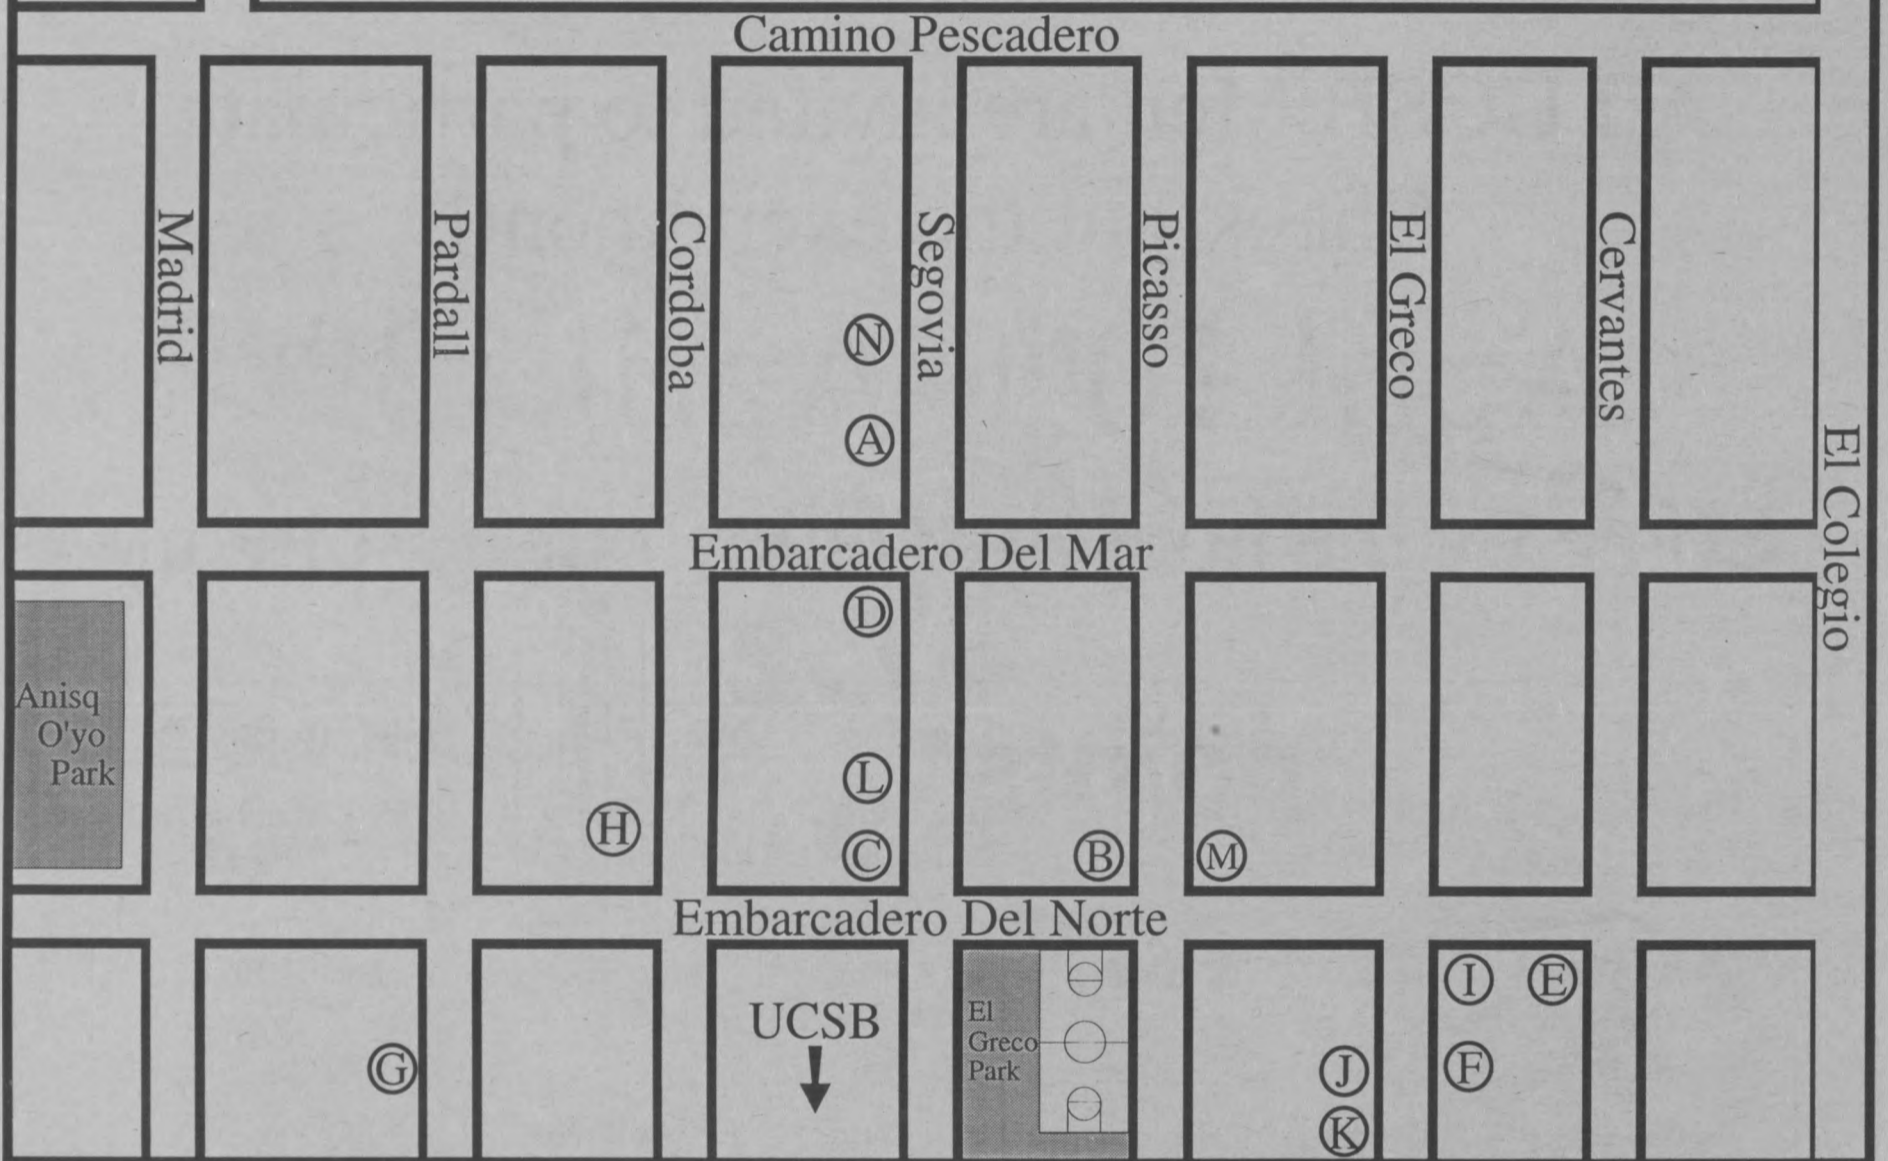 Camino Pescadero
Madrid
Pardall
Cordoba
Segovia
Picasso
El Greco
Cervantes
El Colegio
N
A
Embarcadero Del Mar
D
Anisq
O'yo
Park
L
H
C
B
M
Embarcadero Del Norte
I
E
UCSB
El
Greco
Park
G
J
F
K